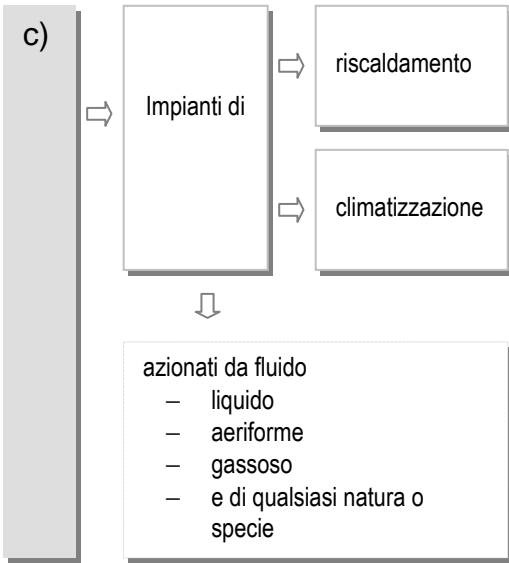 c)
Impianti di
riscaldamento
climatizzazione
azionati da fluido
– liquido
– aeriforme
– gassoso
– e di qualsiasi natura o
specie